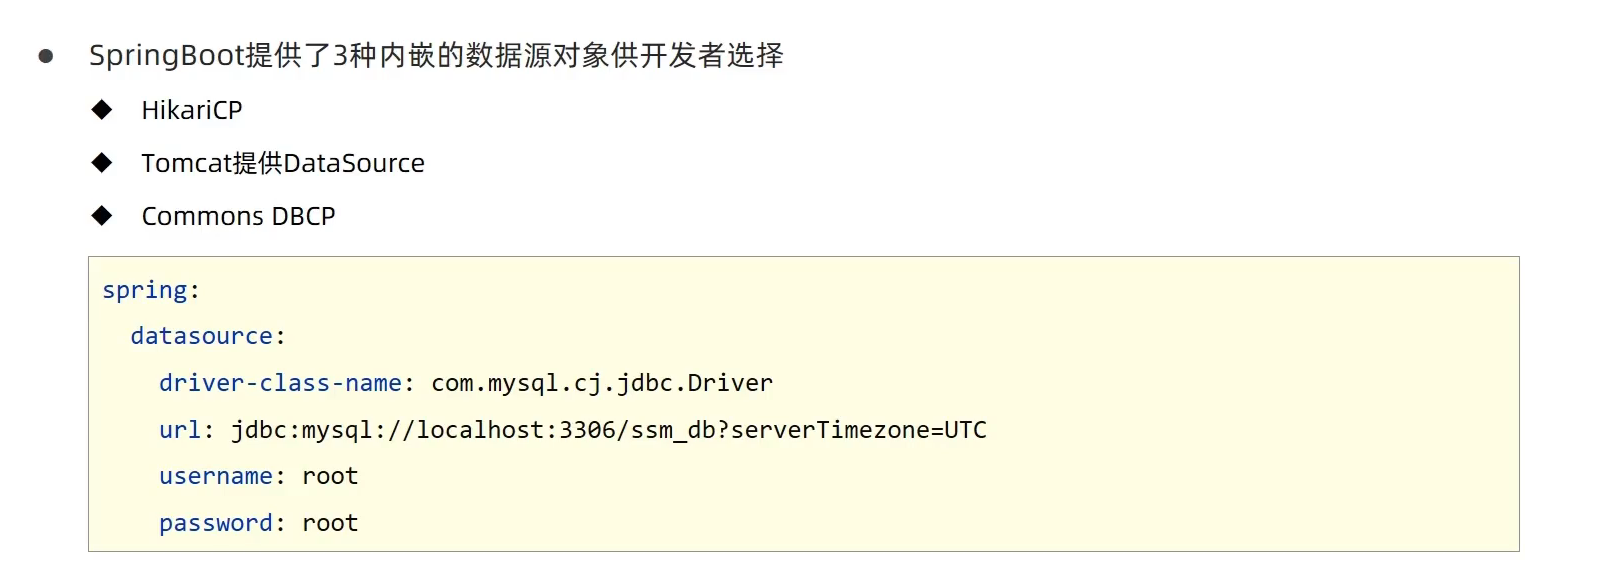 ● SpringBoot提供了3种内嵌的数据源对象供开发者选择
◆ HikariCP
◆ Tomcat提供DataSource
◆ Commons DBCP
spring:
  datasource:
    driver-class-name: com.mysql.cj.jdbc.Driver
    url: jdbc:mysql://localhost:3306/ssm_db?serverTimezone=UTC
    username: root
    password: root